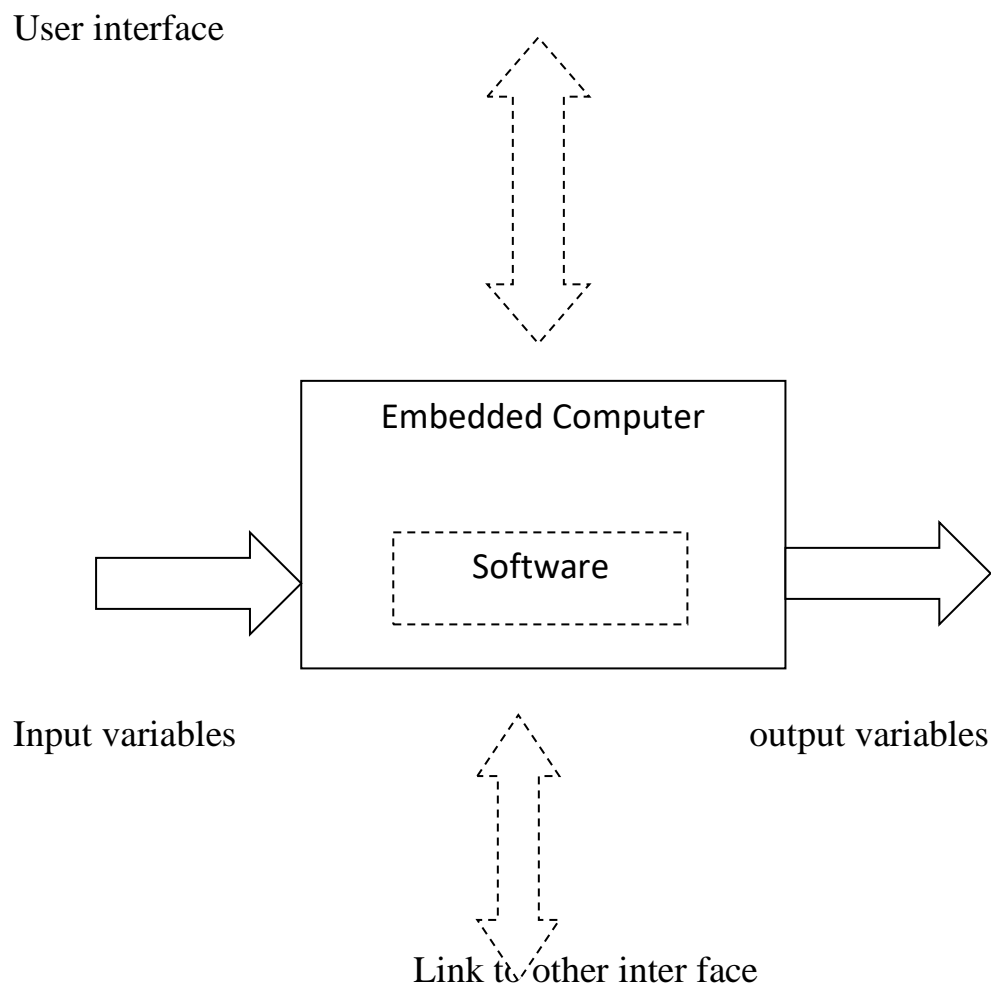 User interface
Embedded Computer
Software
Input variables
output variables
Link to other inter face